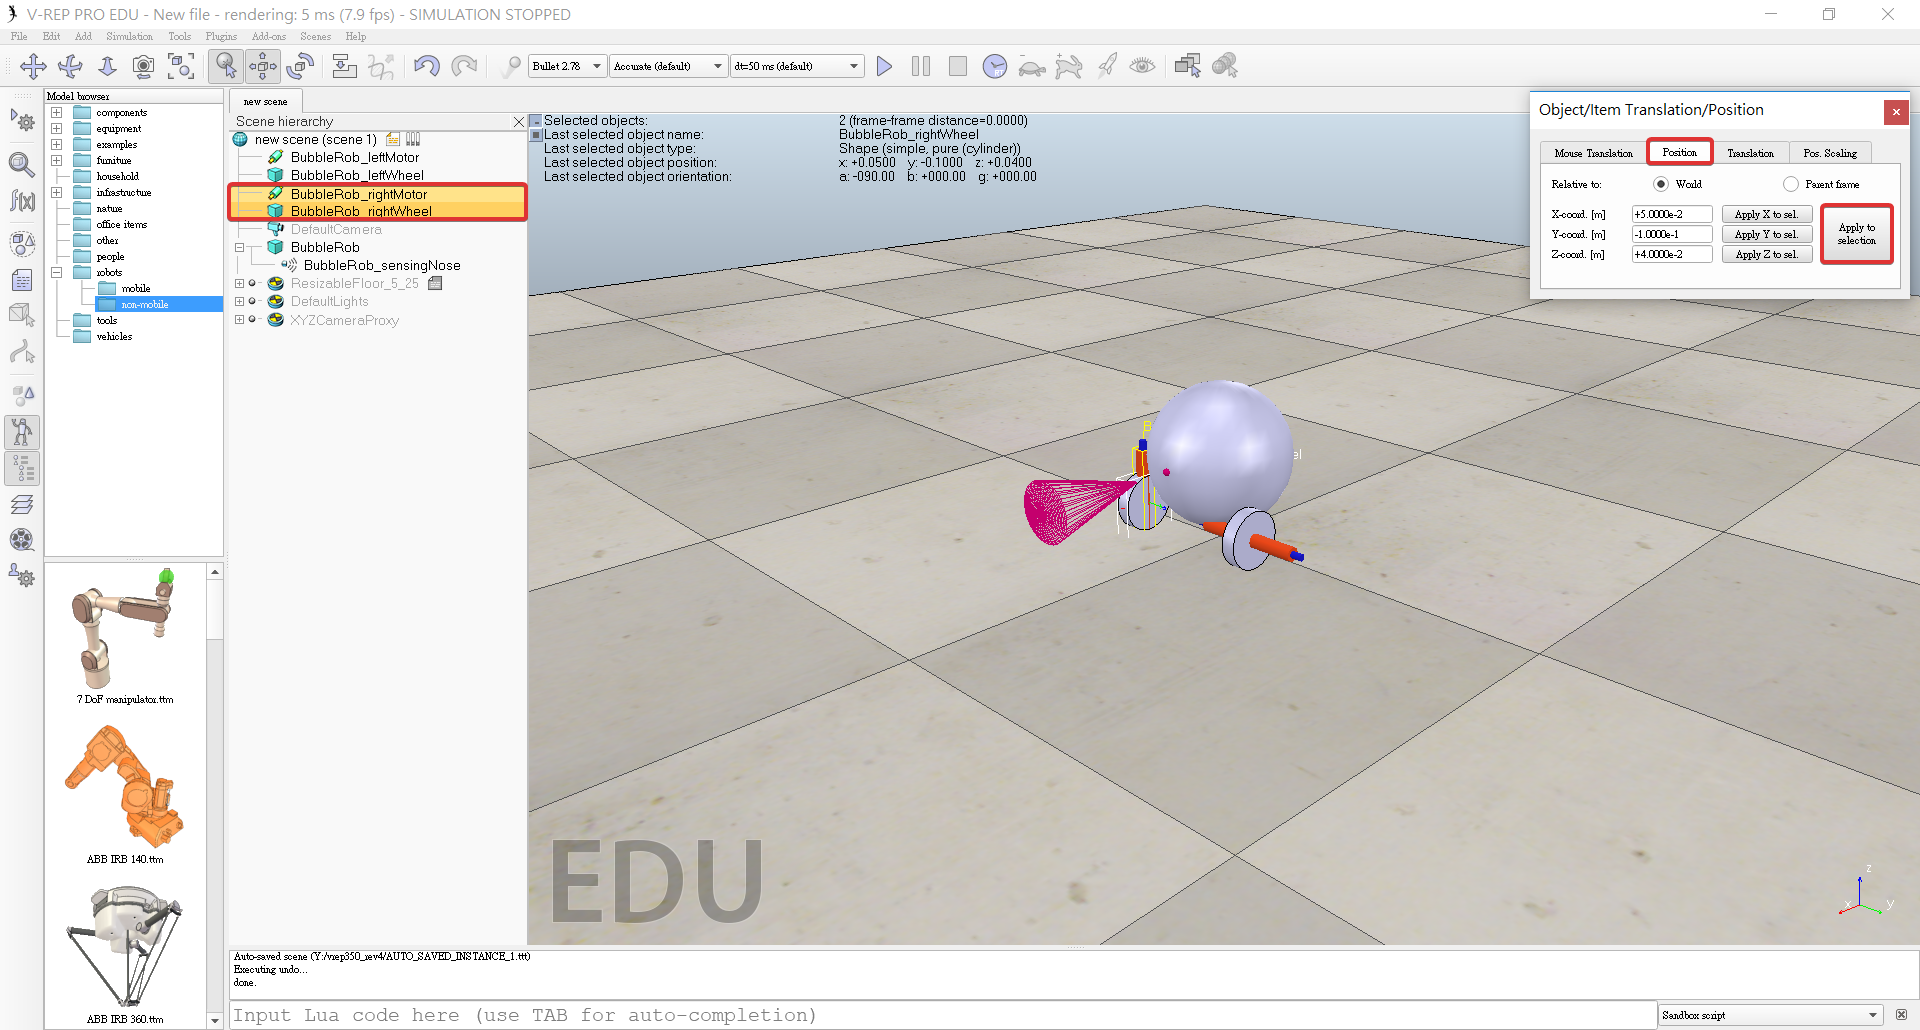 V-REP PRO EDU - New file - rendering: 5 ms (7.9 fps) - SIMULATION STOPPED
File Edit Add Simulation Tools Plugins Add-ons Scenes Help
Bullet 2.78 Accurate (default) dt=50 ms (default)
Model browser
components
equipment
examples
furniture
household
infrastructure
nature
office items
other
people
robots
mobile
non-mobile
tools
vehicles
7 DoF manipulator.ttm
ABB IRB 140.ttm
ABB IRB 360.ttm
new scene
Scene hierarchy
new scene (scene 1)
BubbleRob_leftMotor
BubbleRob_leftWheel
BubbleRob_rightMotor
BubbleRob_rightWheel
DefaultCamera
BubbleRob
BubbleRob_sensingNose
ResizableFloor_5_25
DefaultLights
XYZCameraProxy
Selected objects: 2 (frame-frame distance=0.0000)
Last selected object name: BubbleRob_rightWheel
Last selected object type: Shape (simple, pure (cylinder))
Last selected object position: x: +0.0500 y: -0.1000 z: +0.0400
Last selected object orientation: a: -090.00 b: +000.00 g: +000.00
Object/Item Translation/Position
Mouse Translation Position Translation Pos. Scaling
Relative to: World Parent frame
X-coord. [m] +5.0000e-2 Apply X to sel.
Y-coord. [m] -1.0000e-1 Apply Y to sel.
Z-coord. [m] +4.0000e-2 Apply Z to sel.
Apply to
selection
EDU
z
x
y
Auto-saved scene (Y:/vrep350_rev4/AUTO_SAVED_INSTANCE_1.ttt)
Executing undo...
done.
Input Lua code here (use TAB for auto-completion)
Sandbox script